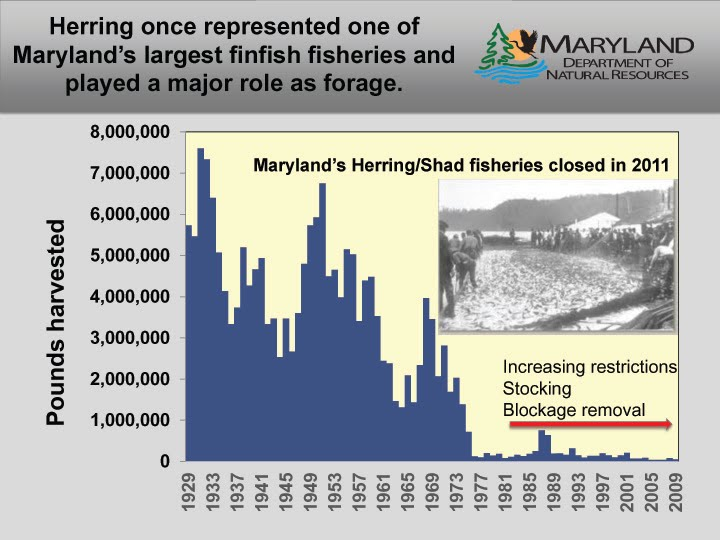 Herring once represented one of
Maryland's largest finfish fisheries and
played a major role as forage.
MARYLAND
DEPARTMENT OF
NATURAL RESOURCES
8,000,000
7,000,000
6,000,000
5,000,000
4,000,000
3,000,000
2,000,000
1,000,000
0
Pounds harvested
Maryland's Herring/Shad fisheries closed in 2011
Increasing restrictions
Stocking
Blockage removal
1929
1933
1937
1941
1945
1949
1953
1957
1961
1965
1969
1973
1977
1981
1985
1989
1993
1997
2001
2005
2009